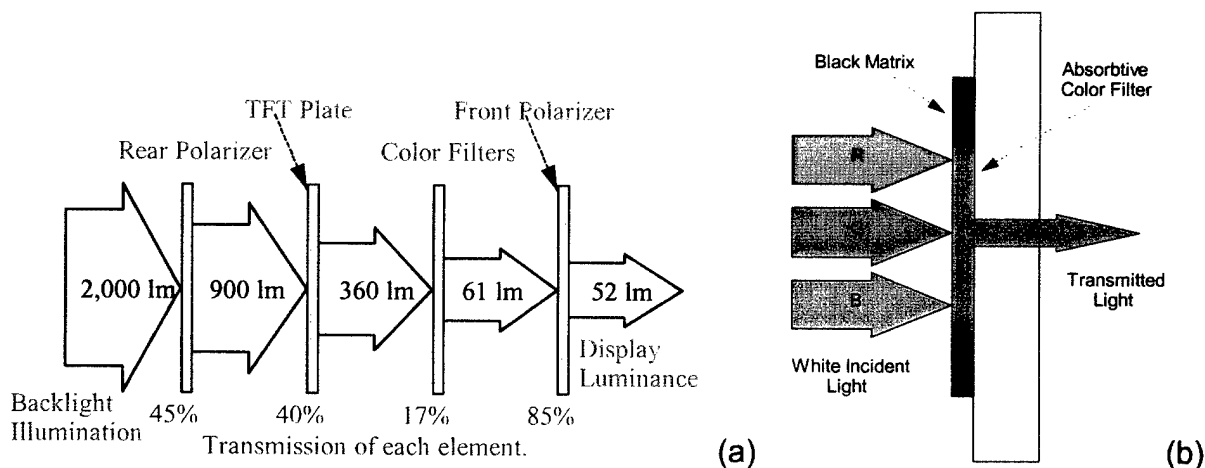 TFT Plate
Front Polarizer
Rear Polarizer
Color Filters
2,000 lm
900 lm
360 lm
61 lm
52 lm
Display
Luminance
Backlight
Illumination
45%
40%
17%
85%
Transmission of each element.
(a)
Black Matrix
Absorbtive
Color Filter
R
G
B
Transmitted
Light
White Incident
Light
(b)